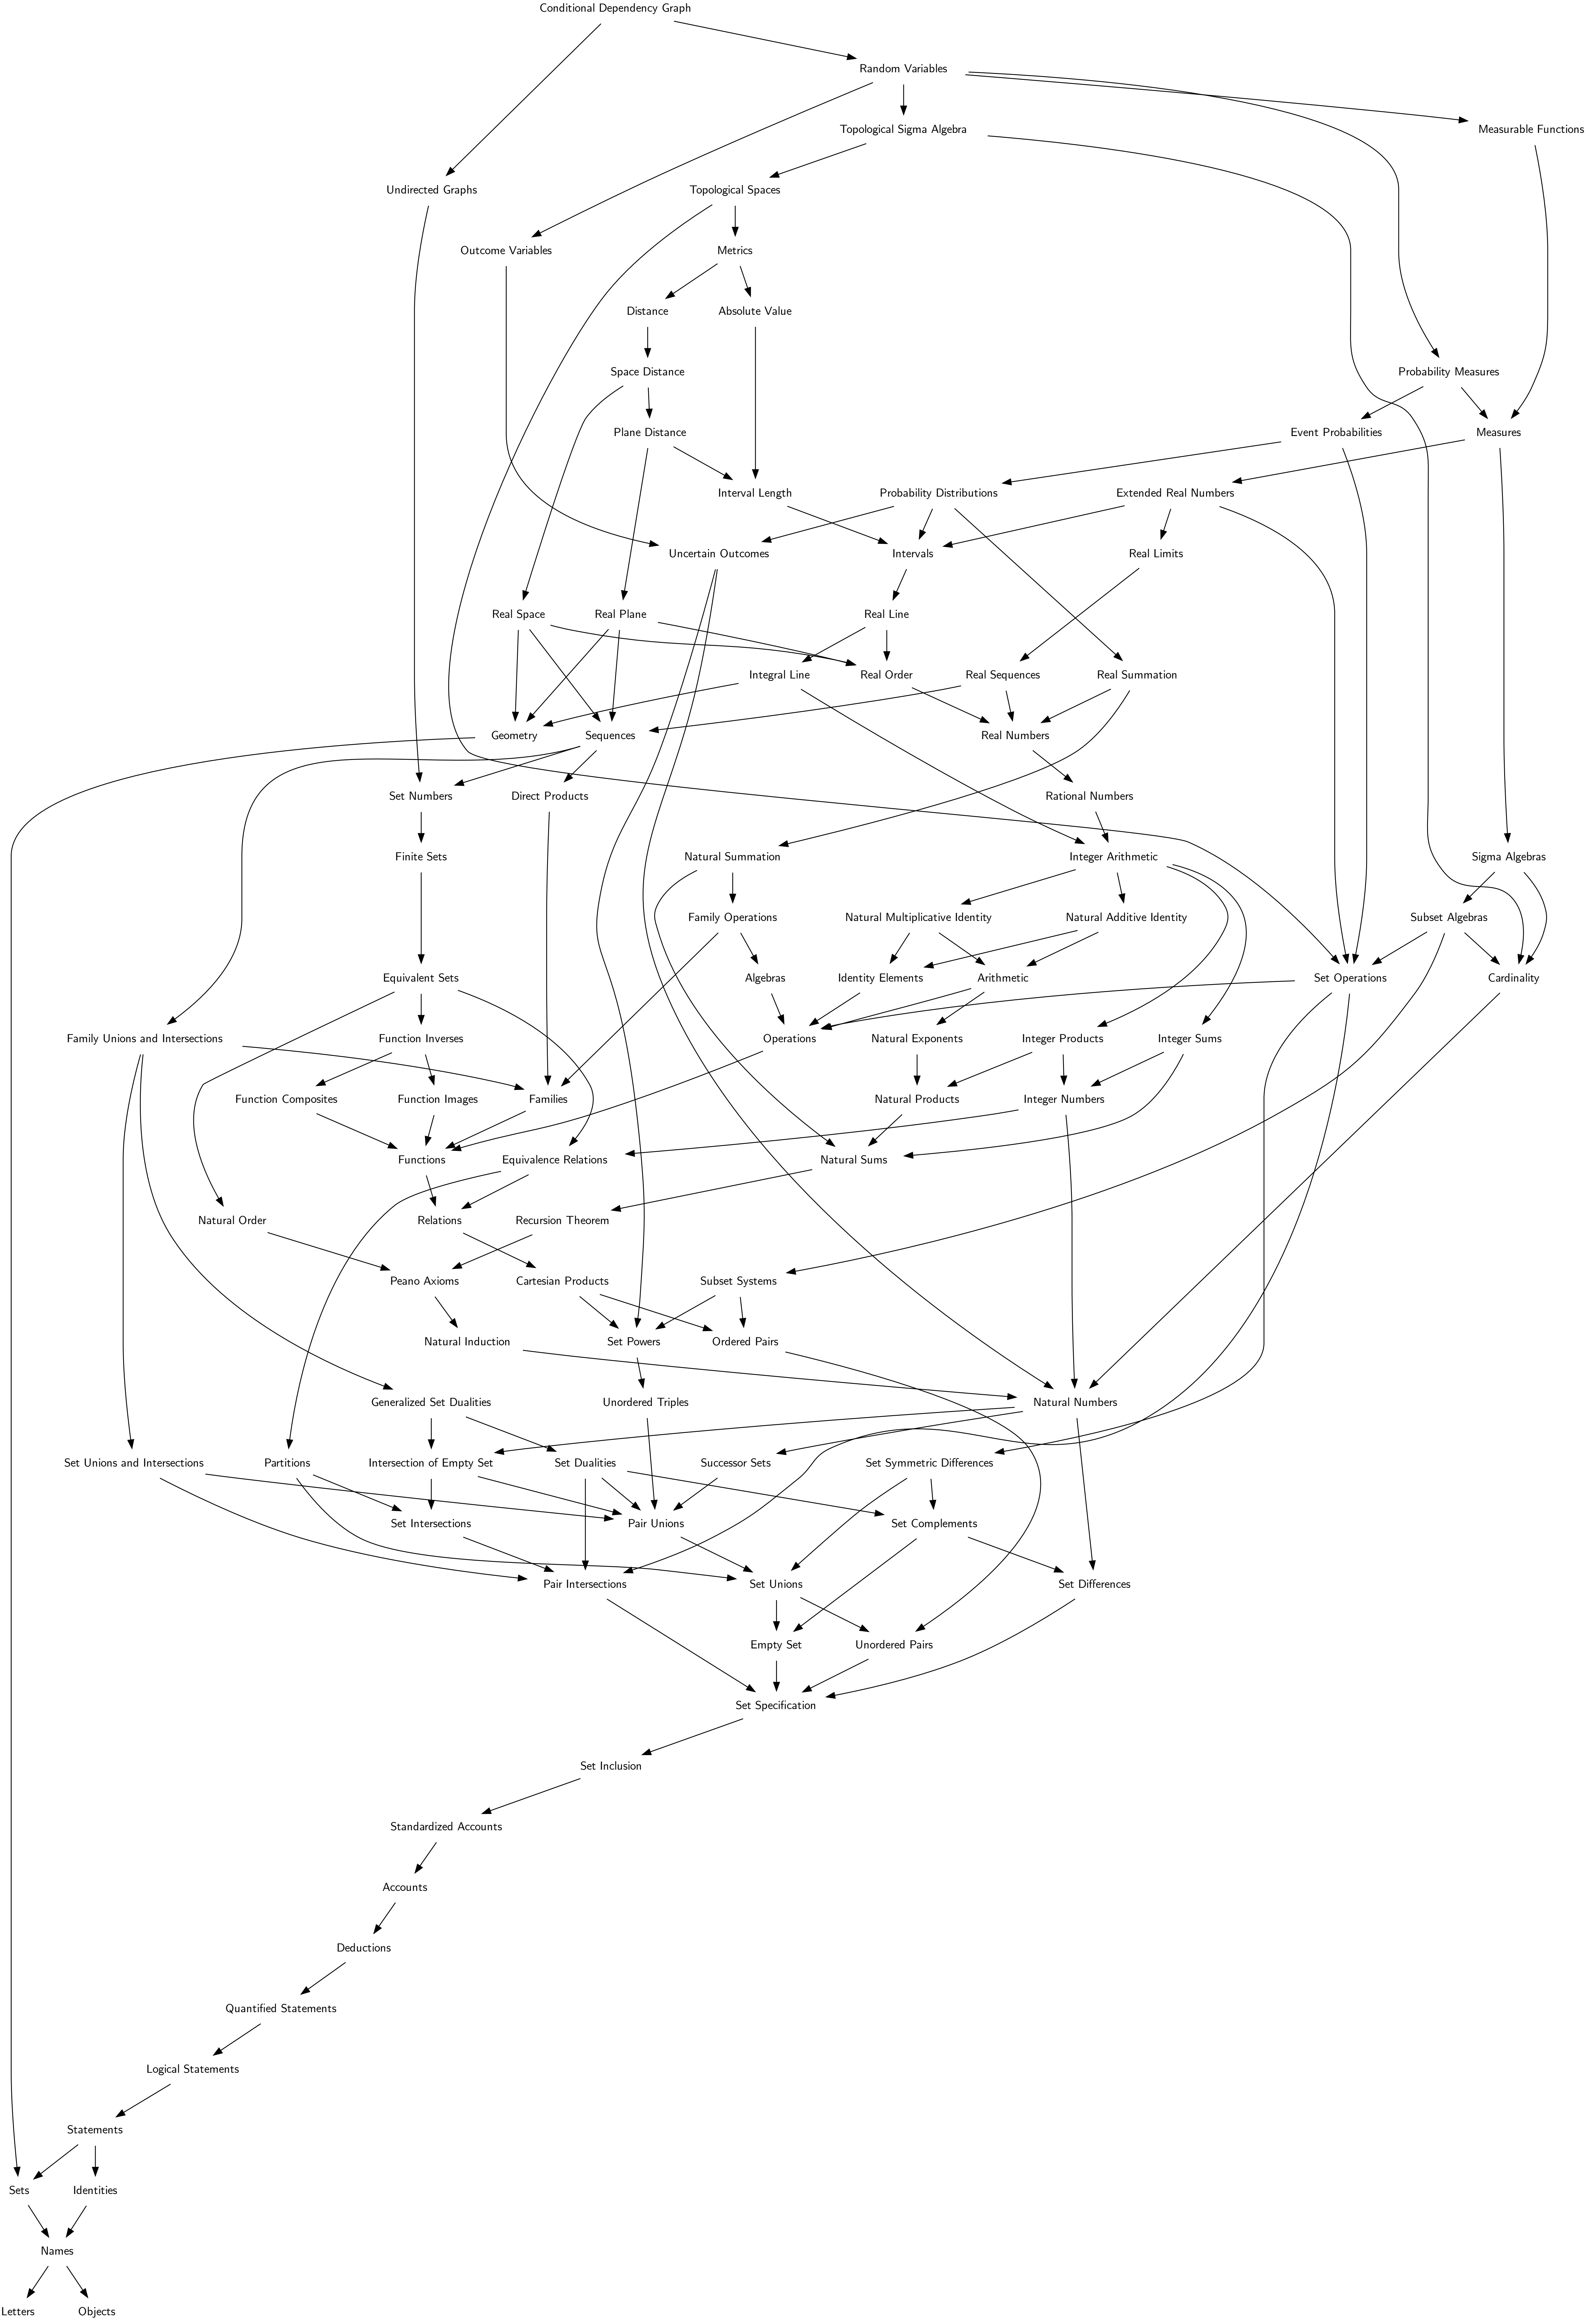 Conditional Dependency Graph
Random Variables
Topological Sigma Algebra
Measurable Functions
Undirected Graphs
Topological Spaces
Outcome Variables
Metrics
Distance
Absolute Value
Space Distance
Probability Measures
Plane Distance
Event Probabilities
Measures
Interval Length
Probability Distributions
Extended Real Numbers
Uncertain Outcomes
Intervals
Real Limits
Real Space
Real Plane
Real Line
Integral Line
Real Order
Real Sequences
Real Summation
Geometry
Sequences
Real Numbers
Set Numbers
Direct Products
Rational Numbers
Finite Sets
Natural Summation
Integer Arithmetic
Sigma Algebras
Family Operations
Natural Multiplicative Identity
Natural Additive Identity
Subset Algebras
Equivalent Sets
Algebras
Identity Elements
Arithmetic
Set Operations
Cardinality
Family Unions and Intersections
Function Inverses
Operations
Natural Exponents
Integer Products
Integer Sums
Function Composites
Function Images
Families
Natural Products
Integer Numbers
Functions
Equivalence Relations
Natural Sums
Natural Order
Relations
Recursion Theorem
Peano Axioms
Cartesian Products
Subset Systems
Natural Induction
Set Powers
Ordered Pairs
Generalized Set Dualities
Unordered Triples
Natural Numbers
Set Unions and Intersections
Partitions
Intersection of Empty Set
Set Dualities
Successor Sets
Set Symmetric Differences
Set Intersections
Pair Unions
Set Complements
Pair Intersections
Set Unions
Set Differences
Empty Set
Unordered Pairs
Set Specification
Set Inclusion
Standardized Accounts
Accounts
Deductions
Quantified Statements
Logical Statements
Statements
Sets
Identities
Names
Letters
Objects